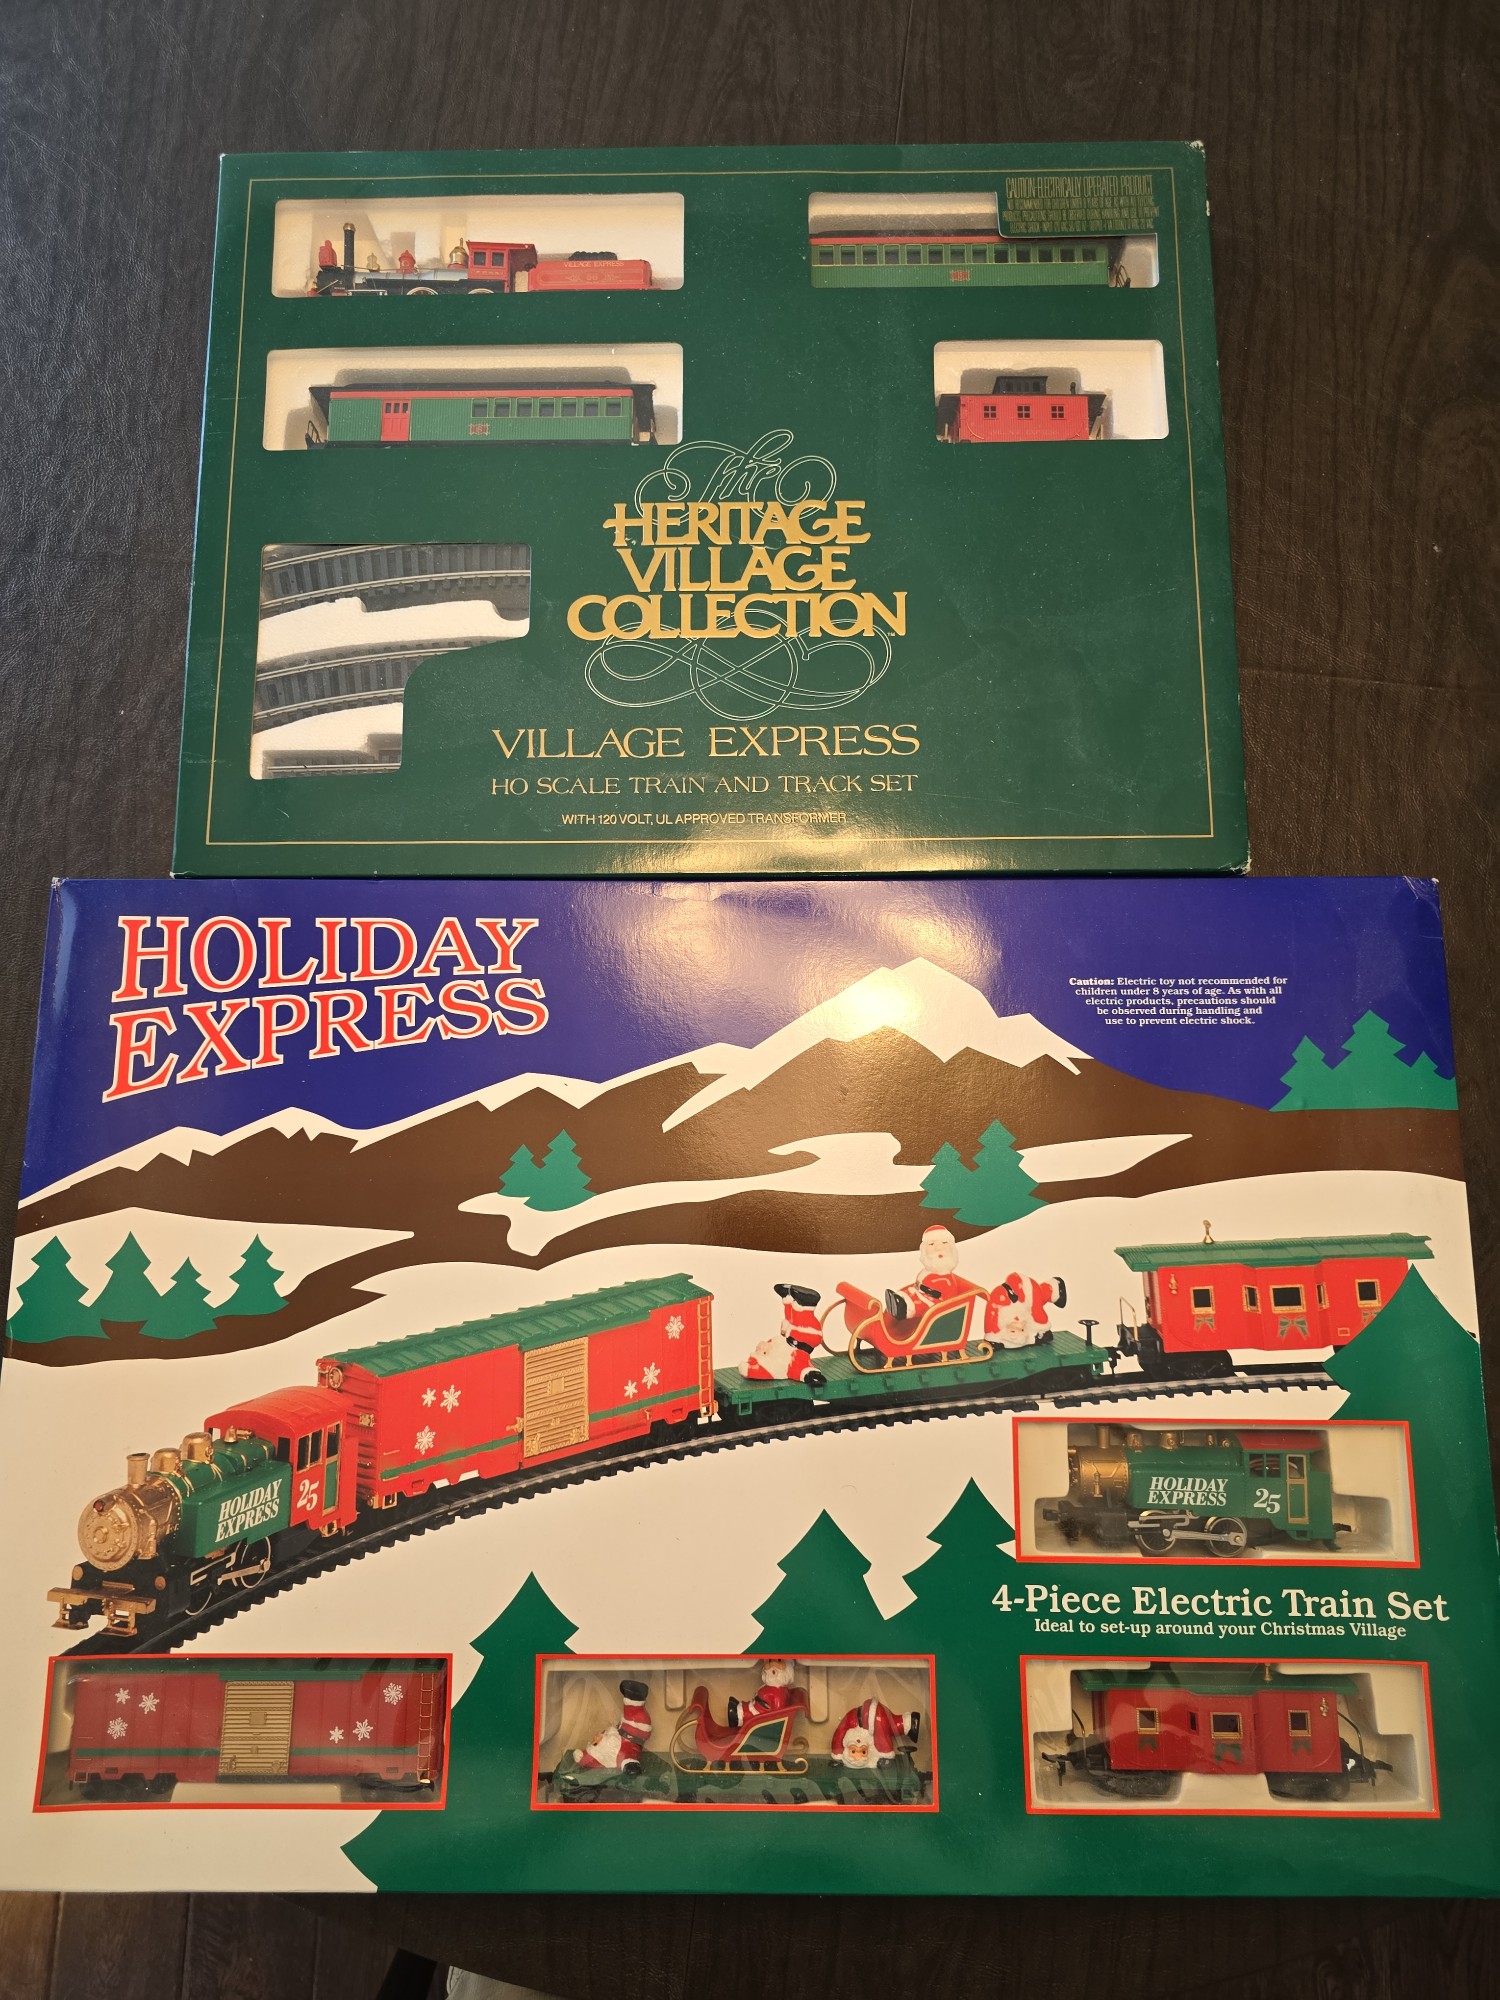 CAUTION-ELECTRICALLY OPERATED PRODUCT
VILLAGE EXPRESS
The
HERITAGE
VILLAGE
COLLECTION
VILLAGE EXPRESS
HO SCALE TRAIN AND TRACK SET
WITH 120 VOLT, UL APPROVED TRANSFORMER
HOLIDAY
EXPRESS
Caution: Electric toy not recommended for
children under 8 years of age. As with all
electric products, precautions should
be observed during handling and
use to prevent electric shock.
HOLIDAY
EXPRESS
25
HOLIDAY
EXPRESS
25
4-Piece Electric Train Set
Ideal to set-up around your Christmas Village